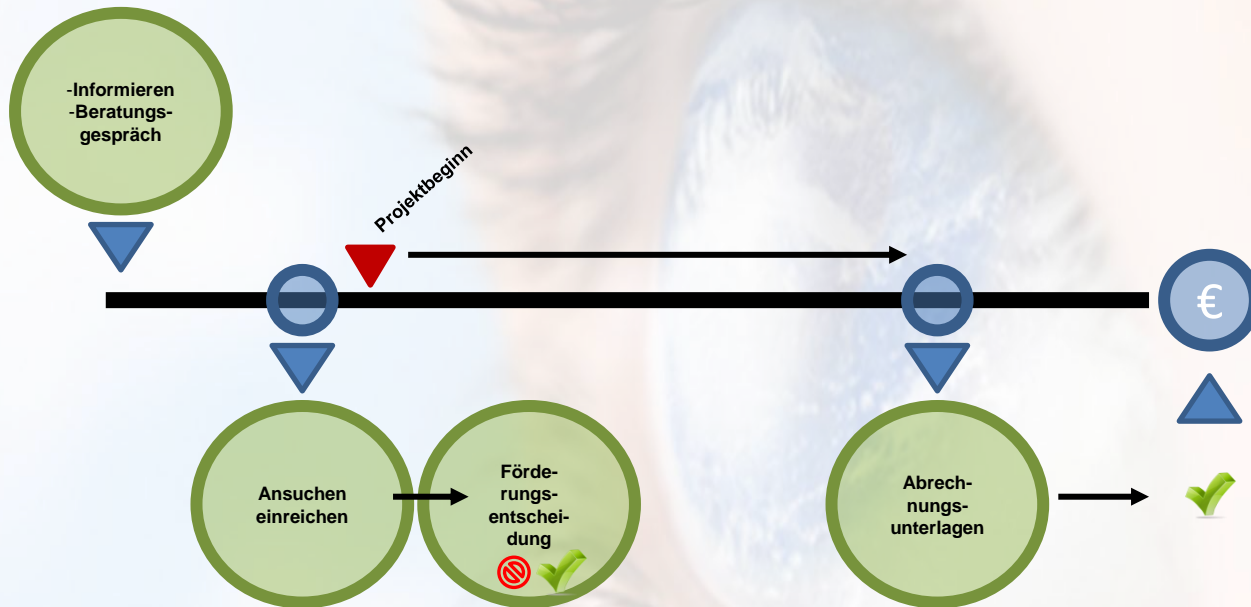 -Informieren
-Beratungs-
gespräch
Projektbeginn
€
Ansuchen
einreichen
Förde-
rungs-
entschei-
dung
Abrech-
nungs-
unterlagen